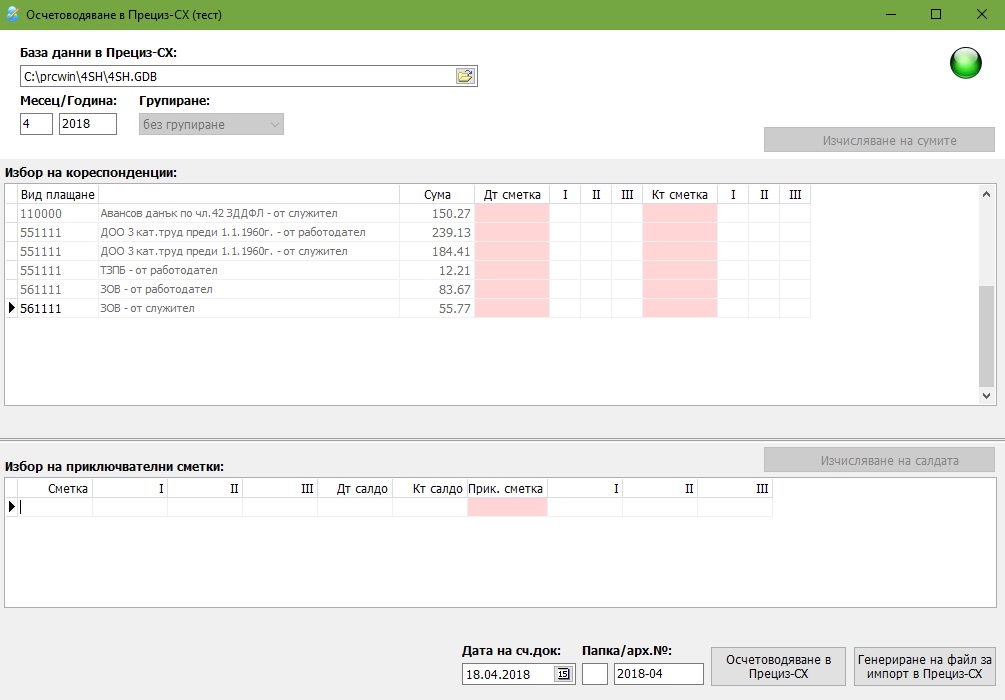 Осчетоводяване в Прециз-СХ (тест)
База данни в Прециз-СХ:
C:\prcwin\4SH\4SH.GDB
Месец/Година: Групиране:
4 2018 без групиране
Изчисляване на сумите
Избор на кореспонденции:
Вид плащане Сума Дт сметка I II III Кт сметка I II III
110000 Авансов данък по чл.42 ЗДДФЛ - от служител 150.27
551111 ДОО 3 кат.труд преди 1.1.1960г. - от работодател 239.13
551111 ДОО 3 кат.труд преди 1.1.1960г. - от служител 184.41
551111 ТЗПБ - от работодател 12.21
561111 ЗОВ - от работодател 83.67
561111 ЗОВ - от служител 55.77
Изчисляване на салдата
Избор на приключвателни сметки:
Сметка I II III Дт салдо Кт салдо Прик. сметка I II III
Дата на сч.док: Папка/арх.№:
18.04.2018 15 2018-04
Осчетоводяване в
Прециз-СХ
Генериране на файл за
импорт в Прециз-СХ